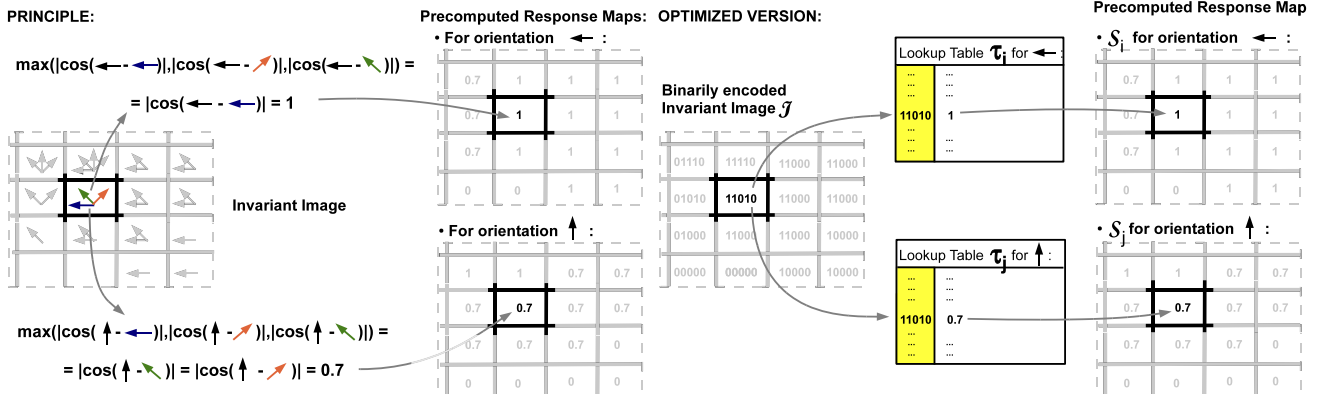 PRINCIPLE:
max(|cos( - )|,|cos( - )|,|cos( - )|) =
= |cos( - )| = 1
Invariant Image
max(|cos( - )|,|cos( - )|,|cos( - )|) =
= |cos( - )| = |cos( - )| = 0.7
Precomputed Response Maps:
• For orientation :
0.7 1 1 1
0.7 1 1 1
0.7 1 1 1
0 0 1 1
• For orientation :
1 1 0.7 0.7
0.7 0.7 0.7 0.7
0.7 0.7 0.7 0
0 0 0 0
OPTIMIZED VERSION:
Binarily encoded
Invariant Image 𝒥
01110 11110 11000 11000
01010 11010 11000 11000
01000 11000 11000 10000
00000 00000 10000 10000
Lookup Table τi for :
... ...
... ...
... ...
11010 1
...
... ...
... ...
Lookup Table τj for :
... ...
... ...
... ...
11010 0.7
...
... ...
... ...
Precomputed Response Map
• Si for orientation :
0.7 1 1 1
0.7 1 1 1
0.7 1 1 1
0 0 1 1
• Sj for orientation :
1 1 0.7 0.7
0.7 0.7 0.7 0.7
0.7 0.7 0.7 0
0 0 0 0